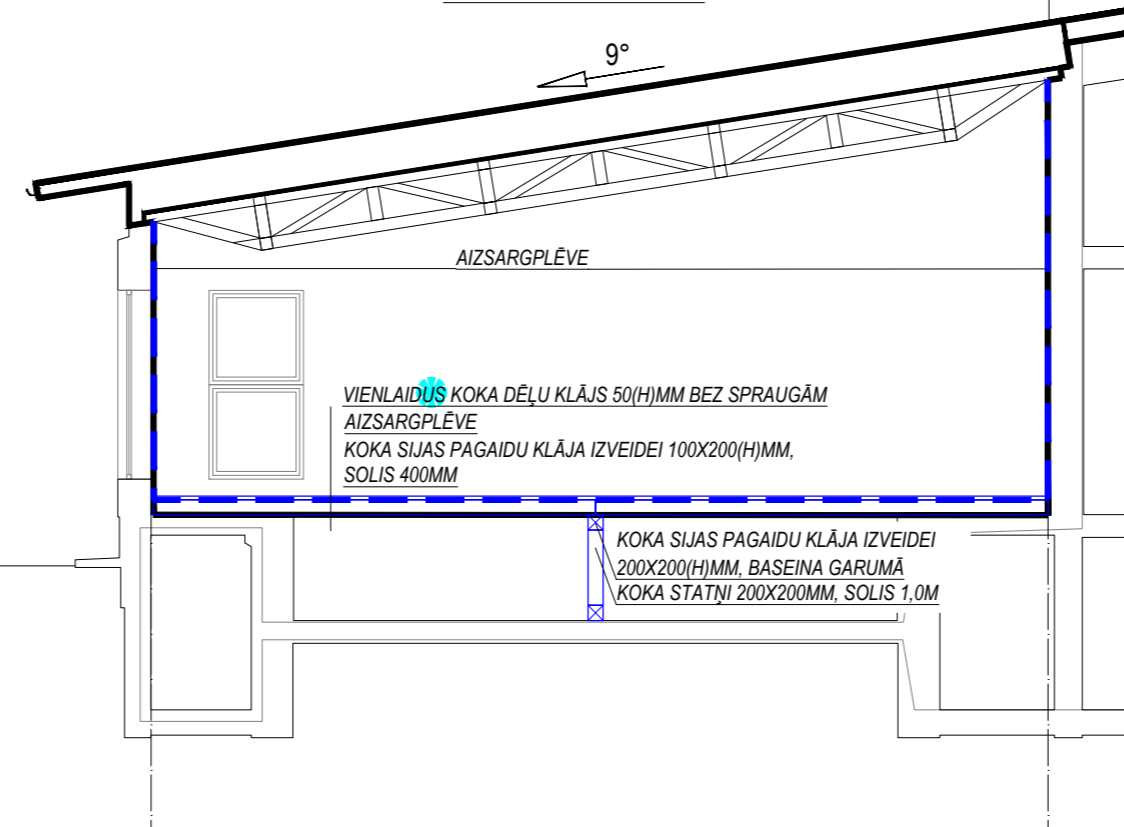 9°
AIZSARGPLĒVE
VIENLAIDUS KOKA DĒĻU KLĀJS 50(H)MM BEZ SPRAUGĀM
AIZSARGPLĒVE
KOKA SIJAS PAGAIDU KLĀJA IZVEIDEI 100X200(H)MM,
SOLIS 400MM
KOKA SIJAS PAGAIDU KLĀJA IZVEIDEI
200X200(H)MM, BASEINA GARUMĀ
KOKA STATŅI 200X200MM, SOLIS 1,0M